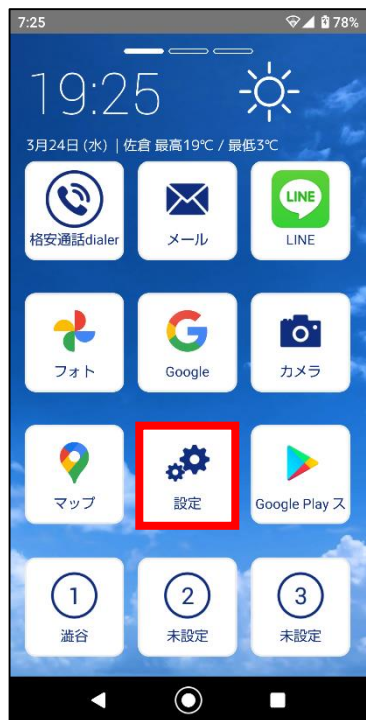 7:25 78%
19:25
3月24日 (水) | 佐倉 最高19℃ / 最低3℃
格安通話dialer メール LINE LINE
フォト Google カメラ
マップ 設定 Google Play ス
1 2 3
澁谷 未設定 未設定